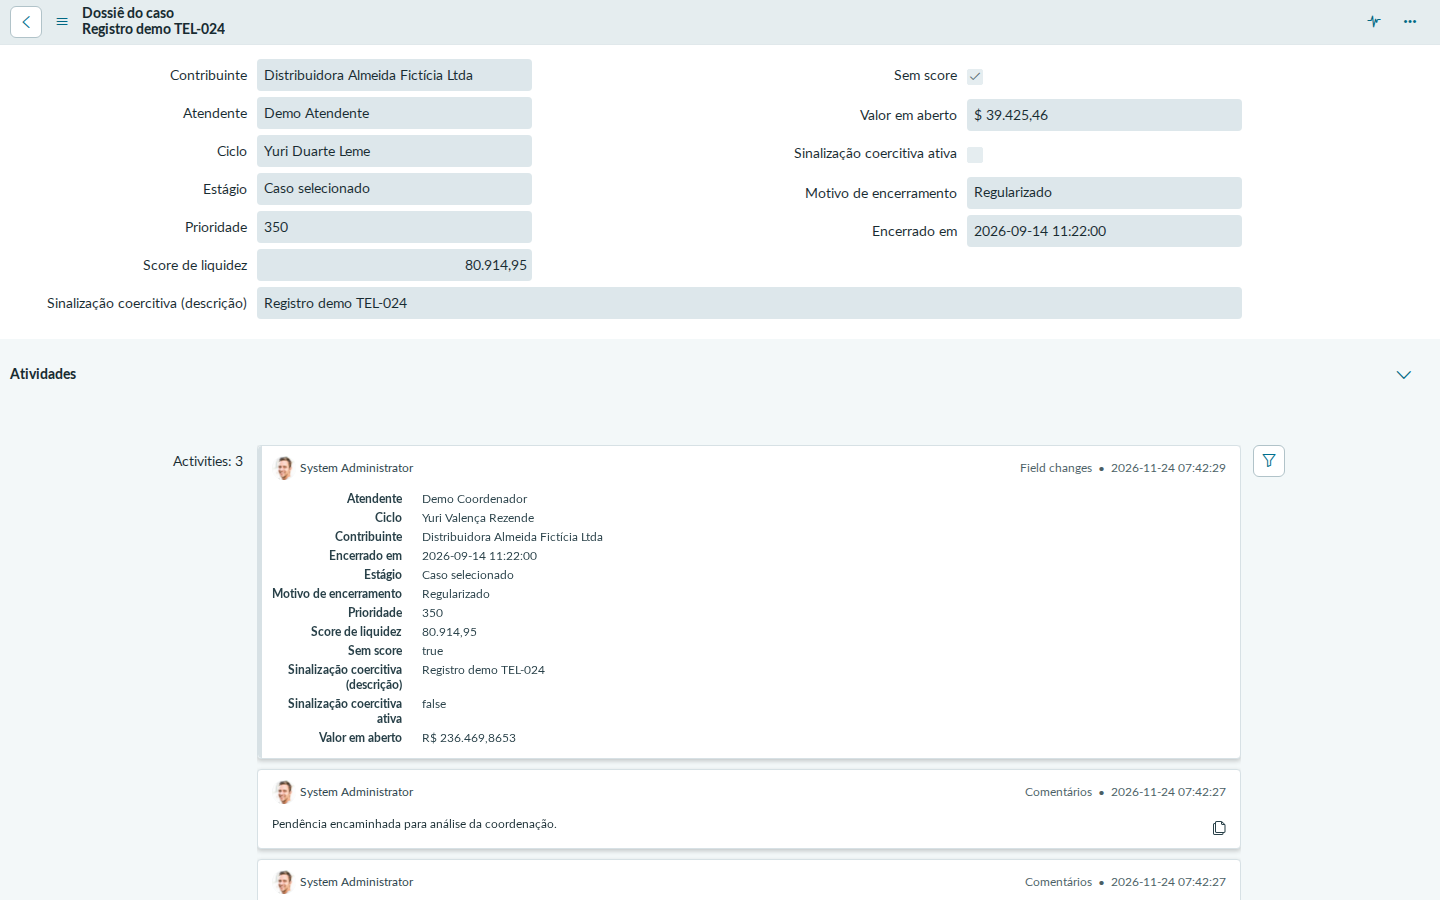 Dossiê do caso
Registro demo TEL-024
Contribuinte Distribuidora Almeida Fictícia Ltda
Atendente Demo Atendente
Ciclo Yuri Duarte Leme
Estágio Caso selecionado
Prioridade 350
Score de liquidez 80.914,95
Sem score
Valor em aberto $ 39.425,46
Sinalização coercitiva ativa
Motivo de encerramento Regularizado
Encerrado em 2026-09-14 11:22:00
Sinalização coercitiva (descrição) Registro demo TEL-024
Atividades
Activities: 3
System Administrator Field changes • 2026-11-24 07:42:29
Atendente Demo Coordenador
Ciclo Yuri Valença Rezende
Contribuinte Distribuidora Almeida Fictícia Ltda
Encerrado em 2026-09-14 11:22:00
Estágio Caso selecionado
Motivo de encerramento Regularizado
Prioridade 350
Score de liquidez 80.914,95
Sem score true
Sinalização coercitiva Registro demo TEL-024
(descrição)
Sinalização coercitiva false
ativa
Valor em aberto R$ 236.469,8653
System Administrator Comentários • 2026-11-24 07:42:27
Pendência encaminhada para análise da coordenação.
System Administrator Comentários • 2026-11-24 07:42:27